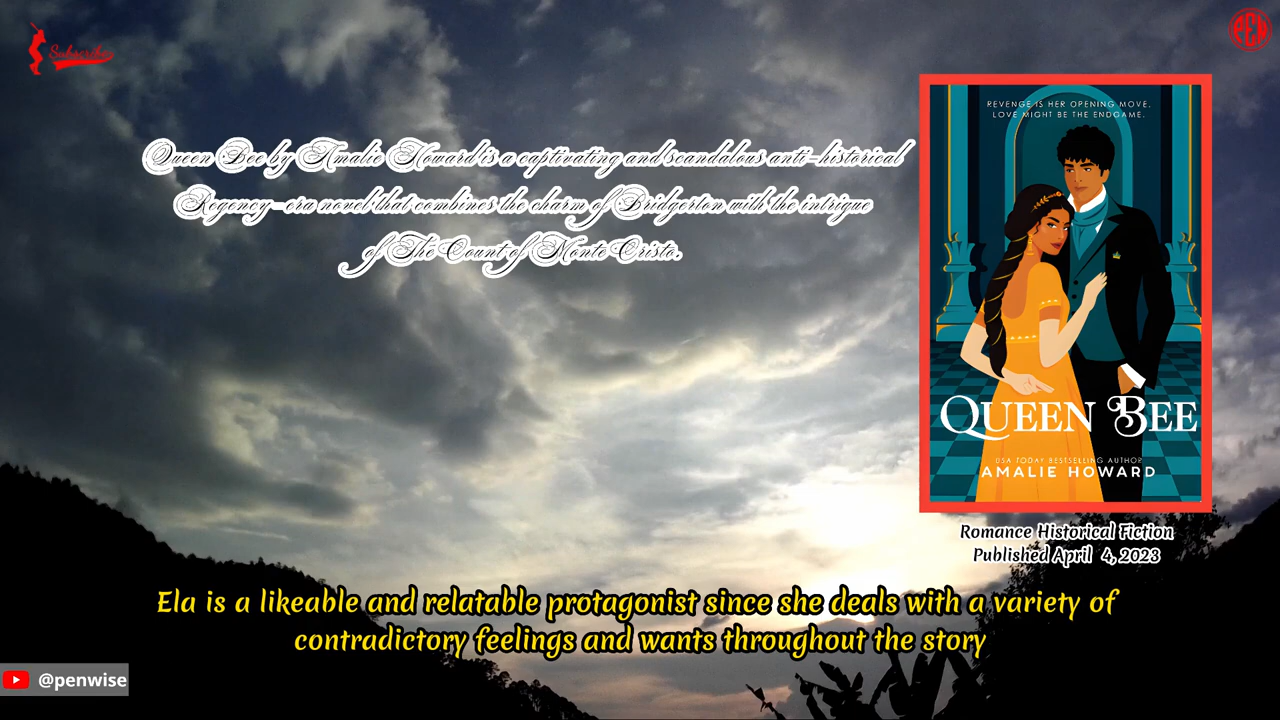 Subscribe
PEN
Queen Bee by Amalie Howard is a captivating and scandalous anti-historical
Regency-era novel that combines the charm of Bridgerton with the intrigue
of The Count of Monte Cristo.
REVENGE IS HER OPENING MOVE.
LOVE MIGHT BE THE ENDGAME.
QUEEN BEE
USA TODAY BESTSELLING AUTHOR
AMALIE HOWARD
Romance Historical Fiction
Published April 4, 2023
Ela is a likeable and relatable protagonist since she deals with a variety of
contradictory feelings and wants throughout the story
@penwise